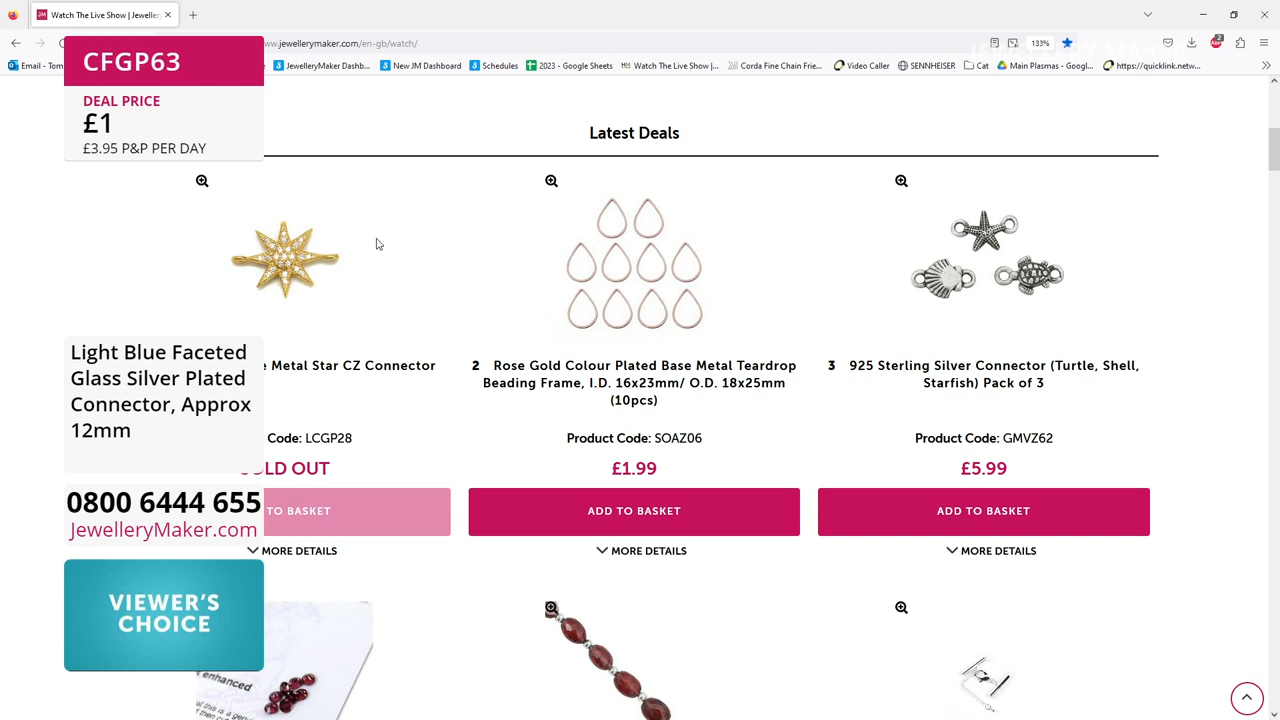 Watch The Live Show | Jeweller
ww.jewellerymaker.com/en-gb/watch/
133%
2
Email - Tom
JewelleryMaker Dashb...
New JM Dashboard
Schedules
2023 - Google Sheets
Watch The Live Show |...
Corda Fine Chain Frie...
Video Caller
SENNHEISER
Cat
Main Plasmas - Googl...
https://quicklink.netw...
CFGP63
DEAL PRICE
£1
£3.95 P&P PER DAY
Latest Deals
Light Blue Faceted
Glass Silver Plated
Connector, Approx
12mm
Metal Star CZ Connector
Code: LCGP28
SOLD OUT
TO BASKET
MORE DETAILS
2 Rose Gold Colour Plated Base Metal Teardrop
Beading Frame, I.D. 16x23mm/ O.D. 18x25mm
(10pcs)
Product Code: SOAZ06
£1.99
ADD TO BASKET
MORE DETAILS
3 925 Sterling Silver Connector (Turtle, Shell,
Starfish) Pack of 3
Product Code: GMVZ62
£5.99
ADD TO BASKET
MORE DETAILS
0800 6444 655
JewelleryMaker.com
VIEWER'S
CHOICE
enhanced